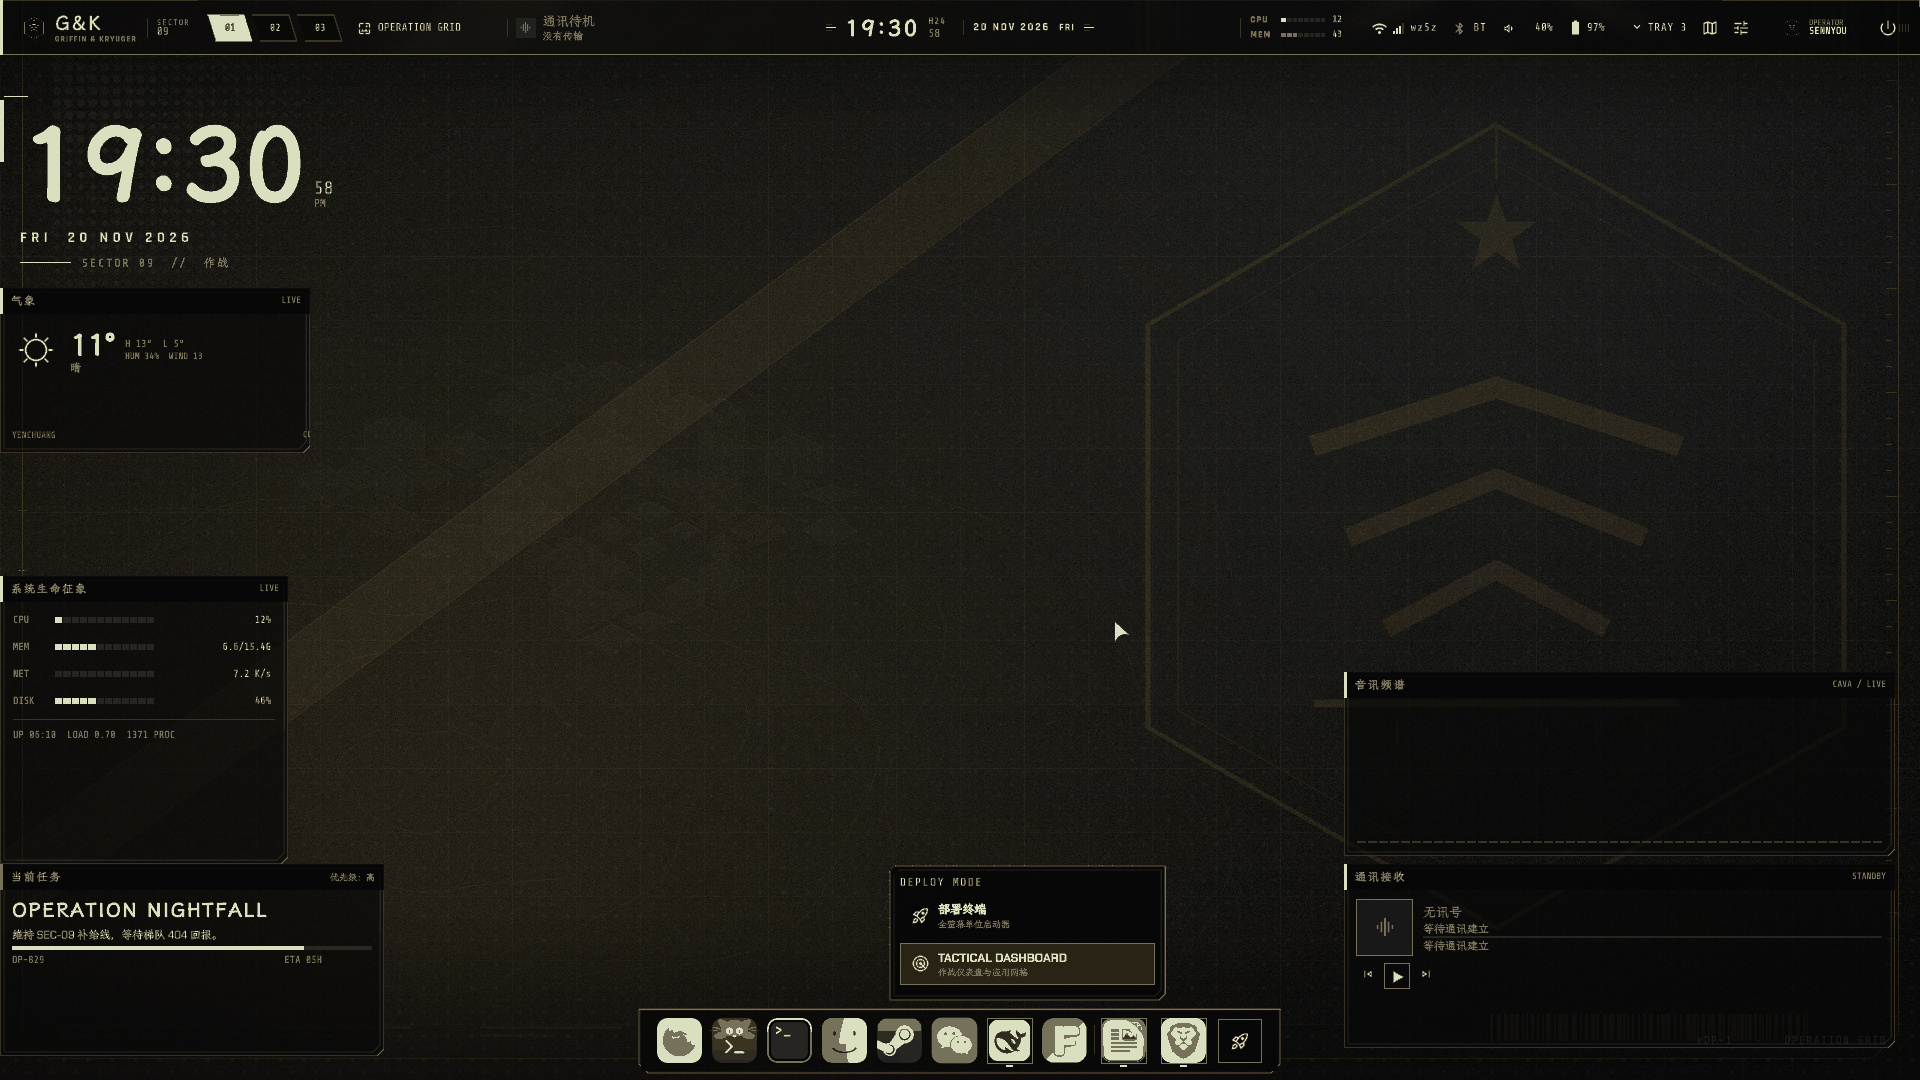 G&K
GRIFFIN & KRYUGER
SECTOR
09
01
02
03
OPERATION GRID
通讯待机
没有传输
19:30
H24
58
20 NOV 2026 FRI
CPU 12
MEM 43
wz5z
BT
40%
97%
TRAY 3
OPERATOR
SENNYOU
19:30
58
PM
FRI 20 NOV 2026
SECTOR 09 // 作战
气象
LIVE
11°
H 13° L 5°
HUM 34% WIND 13
晴
YENCHUANG
系统生命征象
LIVE
CPU 12%
MEM 6.6/15.4G
NET 7.2 K/s
DISK 46%
UP 06:10 LOAD 0.70 1371 PROC
当前任务
优先级: 高
OPERATION NIGHTFALL
维持 SEC-09 补给线，等待梯队 404 回报。
OP-829
ETA 05H
DEPLOY MODE
部署终端
全萤幕单位启动器
TACTICAL DASHBOARD
作战仪表盘与应用网格
音讯频谱
CAVA / LIVE
通讯接收
STANDBY
无讯号
等待通讯建立
等待通讯建立
OPERATION GRID